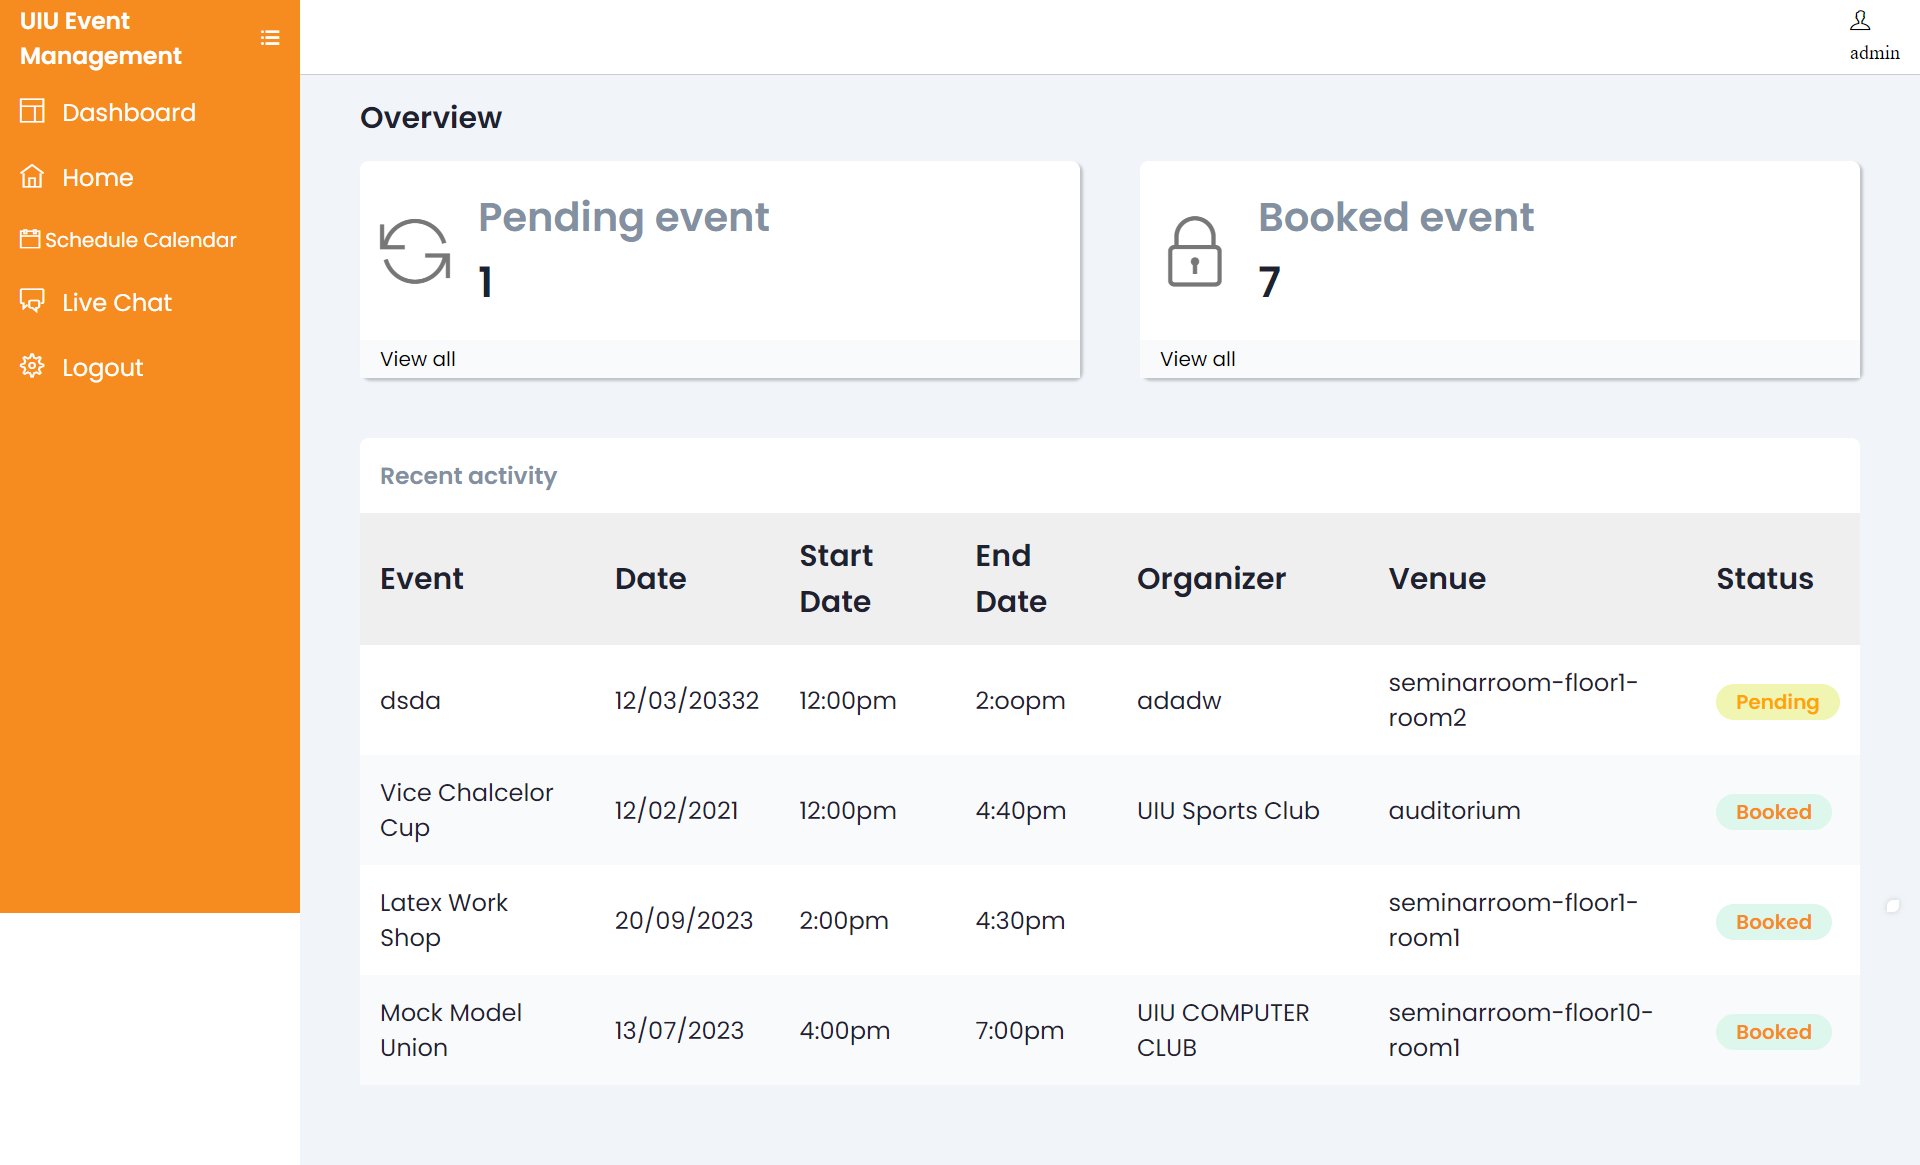 UIU Event
Management
admin
Dashboard
Home
Schedule Calendar
Live Chat
Logout
Overview
Pending event
1
View all
Booked event
7
View all
Recent activity
Event Date Start Date End Date Organizer Venue Status
dsda 12/03/20332 12:00pm 2:oopm adadw seminarroom-floor1-room2 Pending
Vice Chalcelor Cup 12/02/2021 12:00pm 4:40pm UIU Sports Club auditorium Booked
Latex Work Shop 20/09/2023 2:00pm 4:30pm seminarroom-floor1-room1 Booked
Mock Model Union 13/07/2023 4:00pm 7:00pm UIU COMPUTER CLUB seminarroom-floor10-room1 Booked